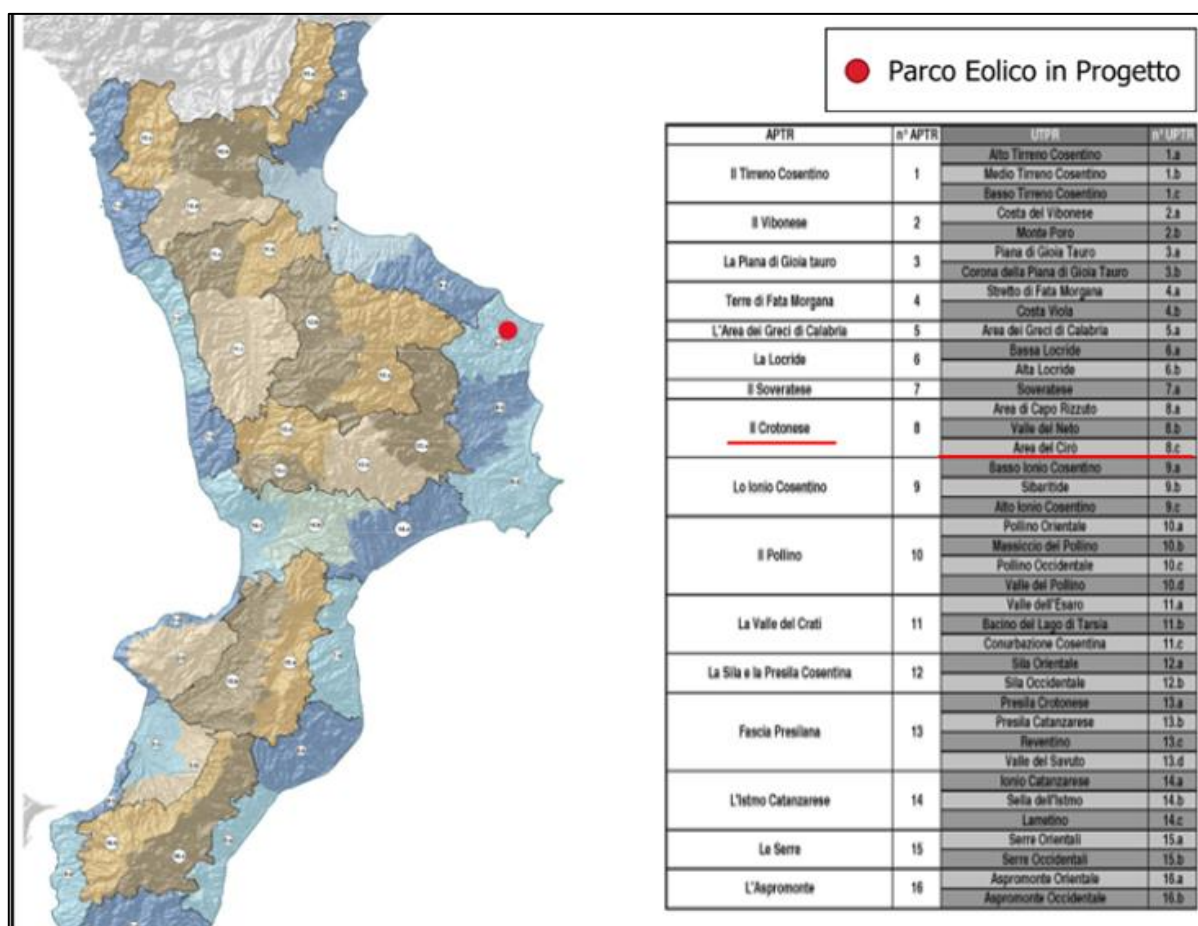 Parco Eolico in Progetto
APTR n° APTR UTPR n° UPTR
Il Tirreno Cosentino 1 Alto Tirreno Cosentino 1.a
Medio Tirreno Cosentino 1.b
Basso Tirreno Cosentino 1.c
Il Vibonese 2 Costa del Vibonese 2.a
Monte Poro 2.b
La Piana di Gioia tauro 3 Piana di Gioia Tauro 3.a
Corona della Piana di Gioia Tauro 3.b
Terre di Fata Morgana 4 Stretto di Fata Morgana 4.a
Costa Viola 4.b
L'Area dei Greci di Calabria 5 Area dei Greci di Calabria 5.a
La Locride 6 Bassa Locride 6.a
Alta Locride 6.b
Il Soveratese 7 Soveratese 7.a
Il Crotonese 8 Area di Capo Rizzuto 8.a
Valle del Neto 8.b
Area del Cirò 8.c
Lo Ionio Cosentino 9 Basso Ionio Cosentino 9.a
Sibaritide 9.b
Alto Ionio Cosentino 9.c
Il Pollino 10 Pollino Orientale 10.a
Massiccio del Pollino 10.b
Pollino Occidentale 10.c
Valle del Pollino 10.d
La Valle del Crati 11 Valle dell'Esaro 11.a
Bacino del Lago di Tarsia 11.b
Conurbazione Cosentina 11.c
La Sila e la Presila Cosentina 12 Sila Orientale 12.a
Sila Occidentale 12.b
Fascia Presilana 13 Presila Crotonese 13.a
Presila Catanzarese 13.b
Reventino 13.c
Valle del Savuto 13.d
L'Istmo Catanzarese 14 Ionio Catanzarese 14.a
Sella dell'Istmo 14.b
Lametino 14.c
Le Serre 15 Serre Orientali 15.a
Serre Occidentali 15.b
L'Aspromonte 16 Aspromonte Orientale 16.a
Aspromonte Occidentale 16.b